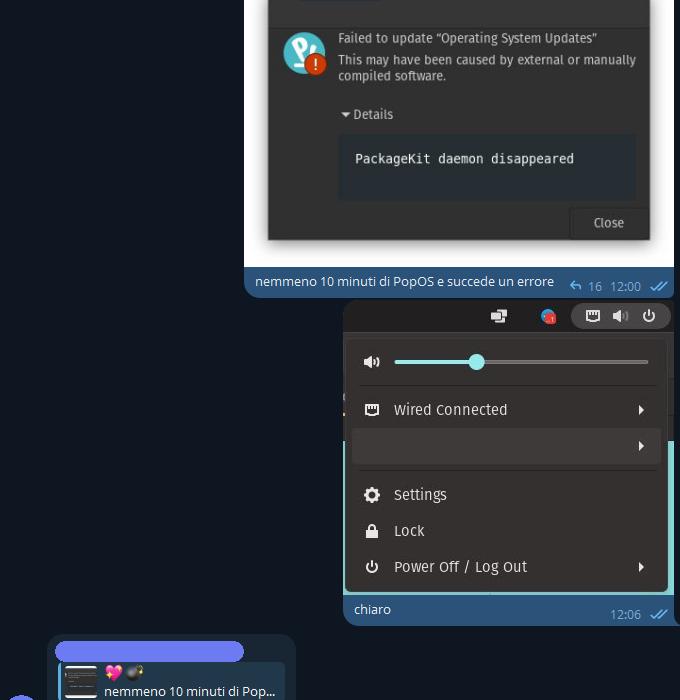 Failed to update “Operating System Updates”
This may have been caused by external or manually
compiled software.
Details
PackageKit daemon disappeared
Close
nemmeno 10 minuti di PopOS e succede un errore
16 12:00
1
Wired Connected
Settings
Lock
Power Off / Log Out
chiaro
12:06
nemmeno 10 minuti di Pop...